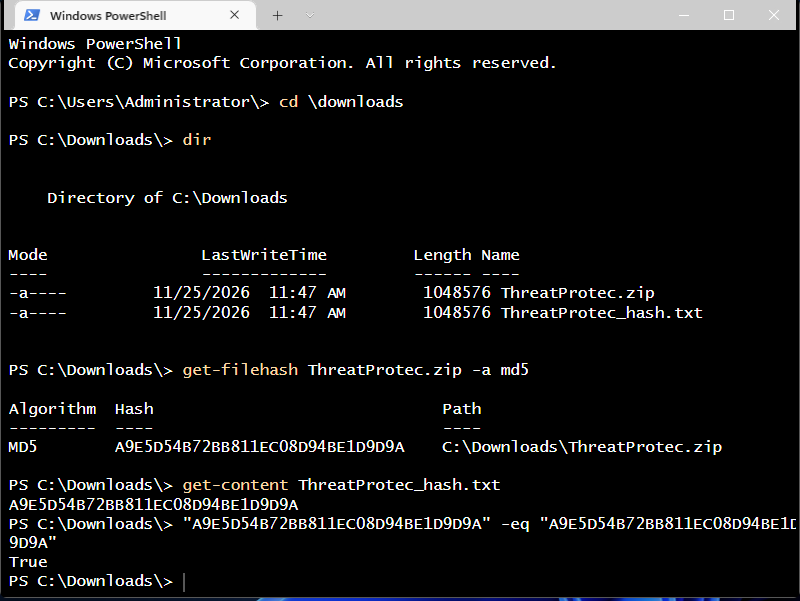 Windows PowerShell
Windows PowerShell
Copyright (C) Microsoft Corporation. All rights reserved.
PS C:\Users\Administrator\> cd \downloads
PS C:\Downloads\> dir
Directory of C:\Downloads
Mode LastWriteTime Length Name
---- ------------- ------ ----
-a---- 11/25/2026 11:47 AM 1048576 ThreatProtec.zip
-a---- 11/25/2026 11:47 AM 1048576 ThreatProtec_hash.txt
PS C:\Downloads\> get-filehash ThreatProtec.zip -a md5
Algorithm Hash Path
--------- ---- ----
MD5 A9E5D54B72BB811EC08D94BE1D9D9A C:\Downloads\ThreatProtec.zip
PS C:\Downloads\> get-content ThreatProtec_hash.txt
A9E5D54B72BB811EC08D94BE1D9D9A
PS C:\Downloads\> "A9E5D54B72BB811EC08D94BE1D9D9A" -eq "A9E5D54B72BB811EC08D94BE1D
9D9A"
True
PS C:\Downloads\>